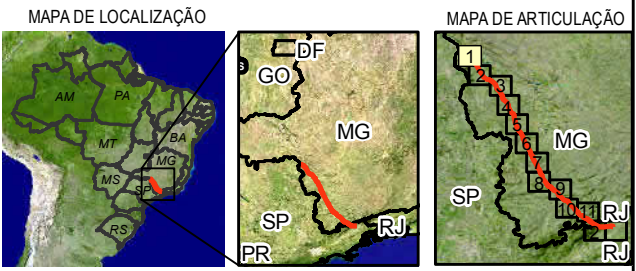 MAPA DE LOCALIZAÇÃO
AM
PA
MT
BA
MG
MS
SP
RS
DF
GO
MG
SP
RJ
PR
MAPA DE ARTICULAÇÃO
1
2
3
4
5
6
7
8
9
10
11
MG
SP
RJ
RJ